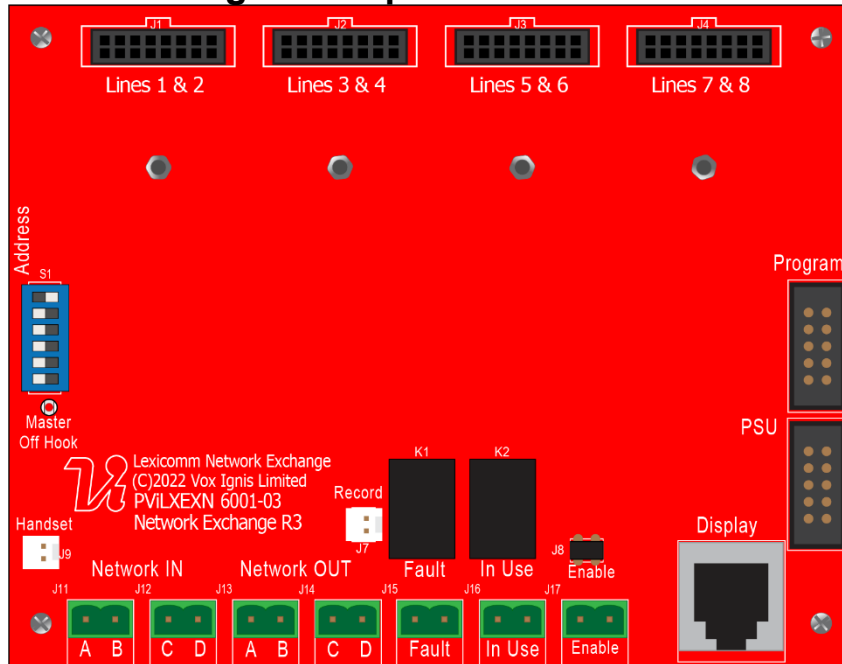 J1 J2 J3 J4
Lines 1 & 2 Lines 3 & 4 Lines 5 & 6 Lines 7 & 8
Address
S1
Program
Master
Off Hook
PSU
Lexicomm Network Exchange
(C)2022 Vox Ignis Limited
PViLXEXN 6001-03
Network Exchange R3
K1 K2
Record
J7
Handset
J9
Display
J8
Enable
Network IN Network OUT Fault In Use
J11 J12 J13 J14 J15 J16 J17
A B C D A B C D Fault In Use Enable